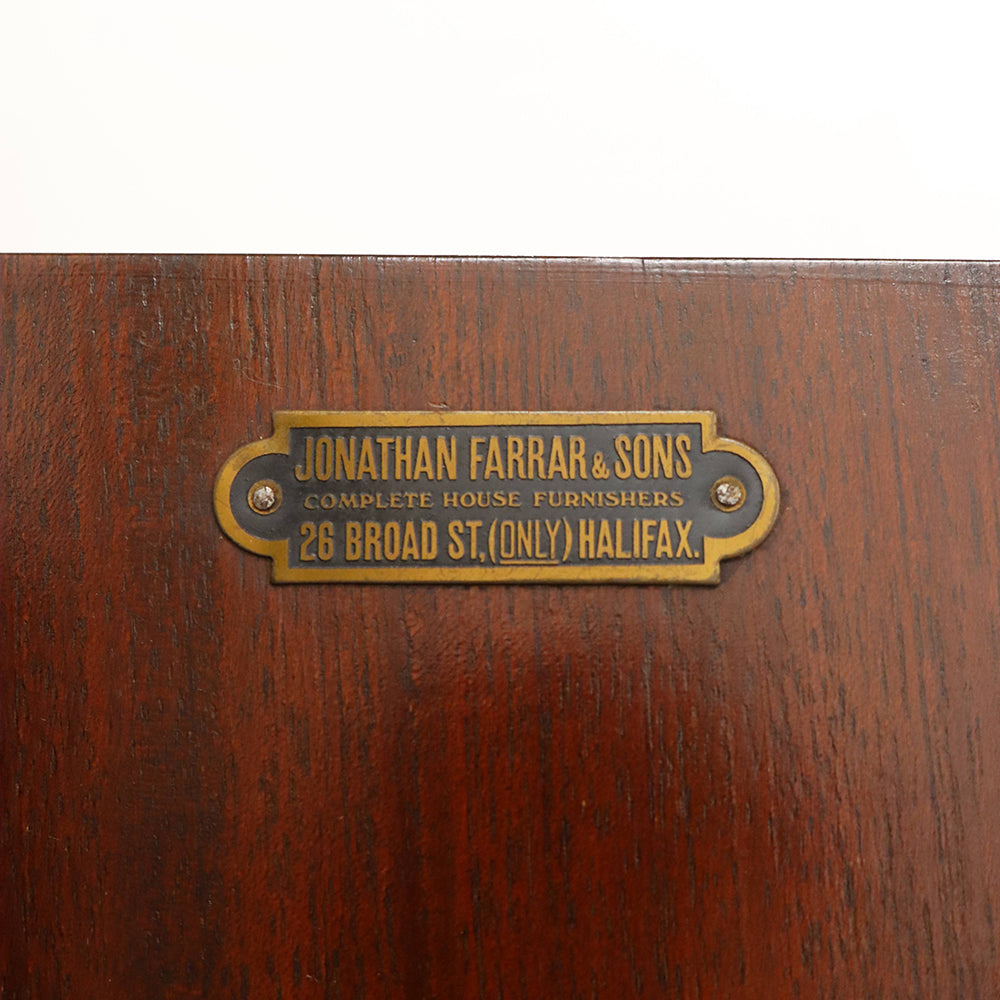 JONATHAN FARRAR & SONS
COMPLETE HOUSE FURNISHERS
26 BROAD ST, (ONLY) HALIFAX.